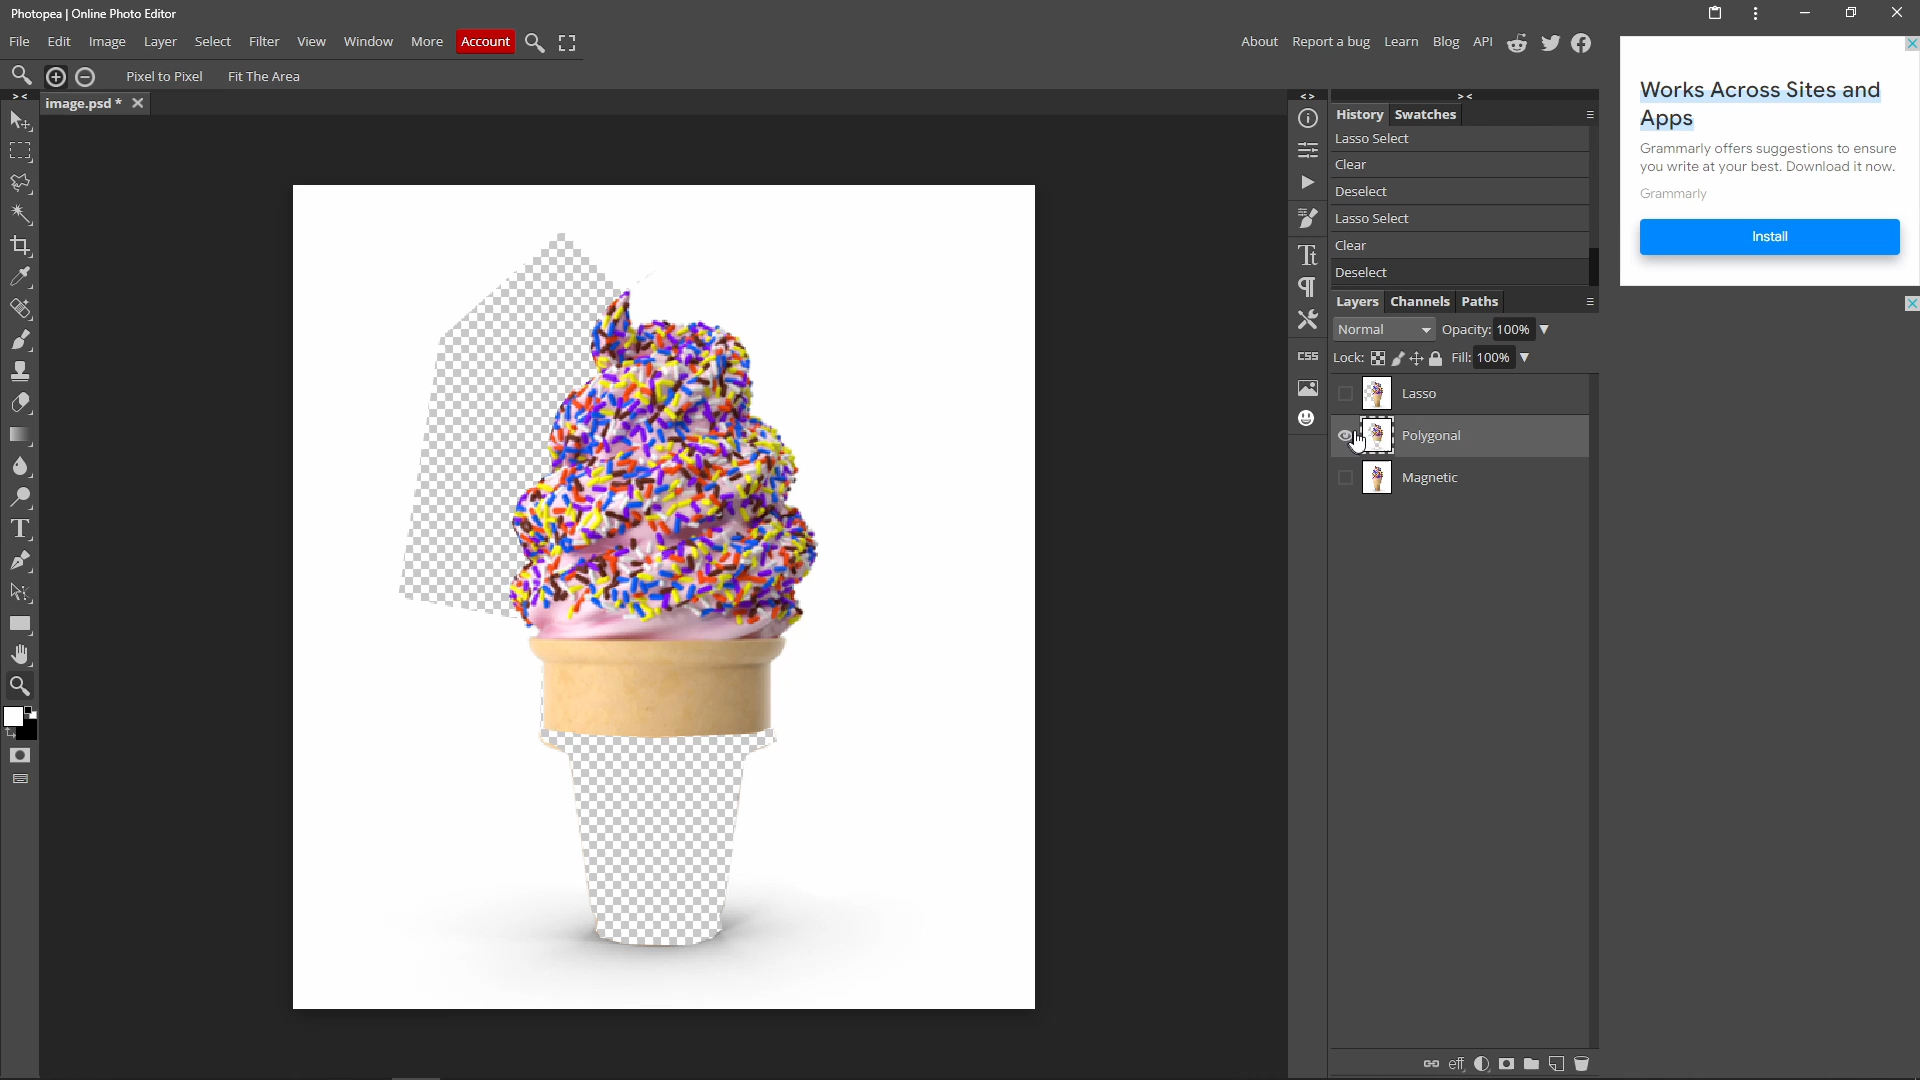 Photopea | Online Photo Editor
File Edit Image Layer Select Filter View Window More Account
About Report a bug Learn Blog API
Pixel to Pixel Fit The Area
image.psd *
History Swatches
Lasso Select
Clear
Deselect
Lasso Select
Clear
Deselect
Layers Channels Paths
Normal Opacity: 100%
Lock: Fill: 100%
Lasso
Polygonal
Magnetic
CSS
eff
Works Across Sites and
Apps
Grammarly offers suggestions to ensure
you write at your best. Download it now.
Grammarly
Install